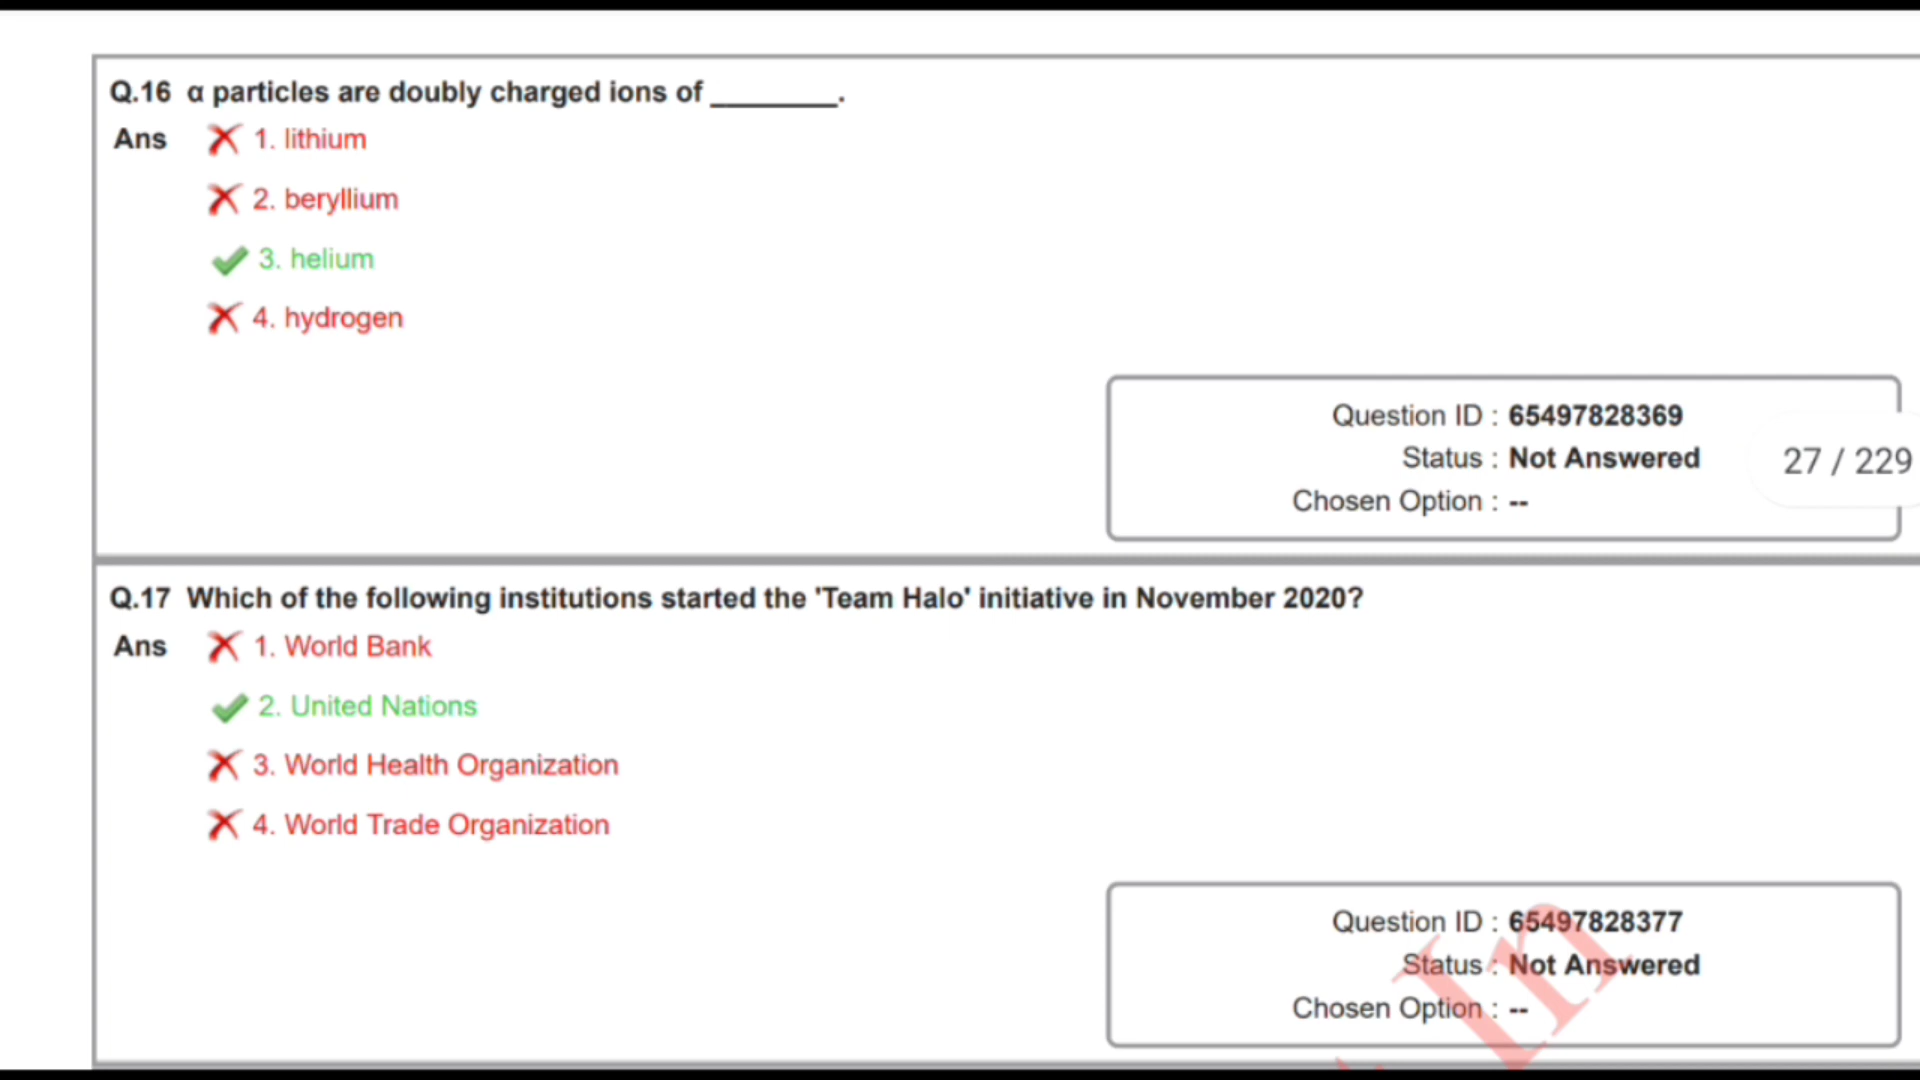 Q.16 α particles are doubly charged ions of ________.
Ans 1. lithium
2. beryllium
3. helium
4. hydrogen
Question ID : 65497828369
Status : Not Answered
Chosen Option : --
27 / 229
Q.17 Which of the following institutions started the 'Team Halo' initiative in November 2020?
Ans 1. World Bank
2. United Nations
3. World Health Organization
4. World Trade Organization
Question ID : 65497828377
Status : Not Answered
Chosen Option : --
In